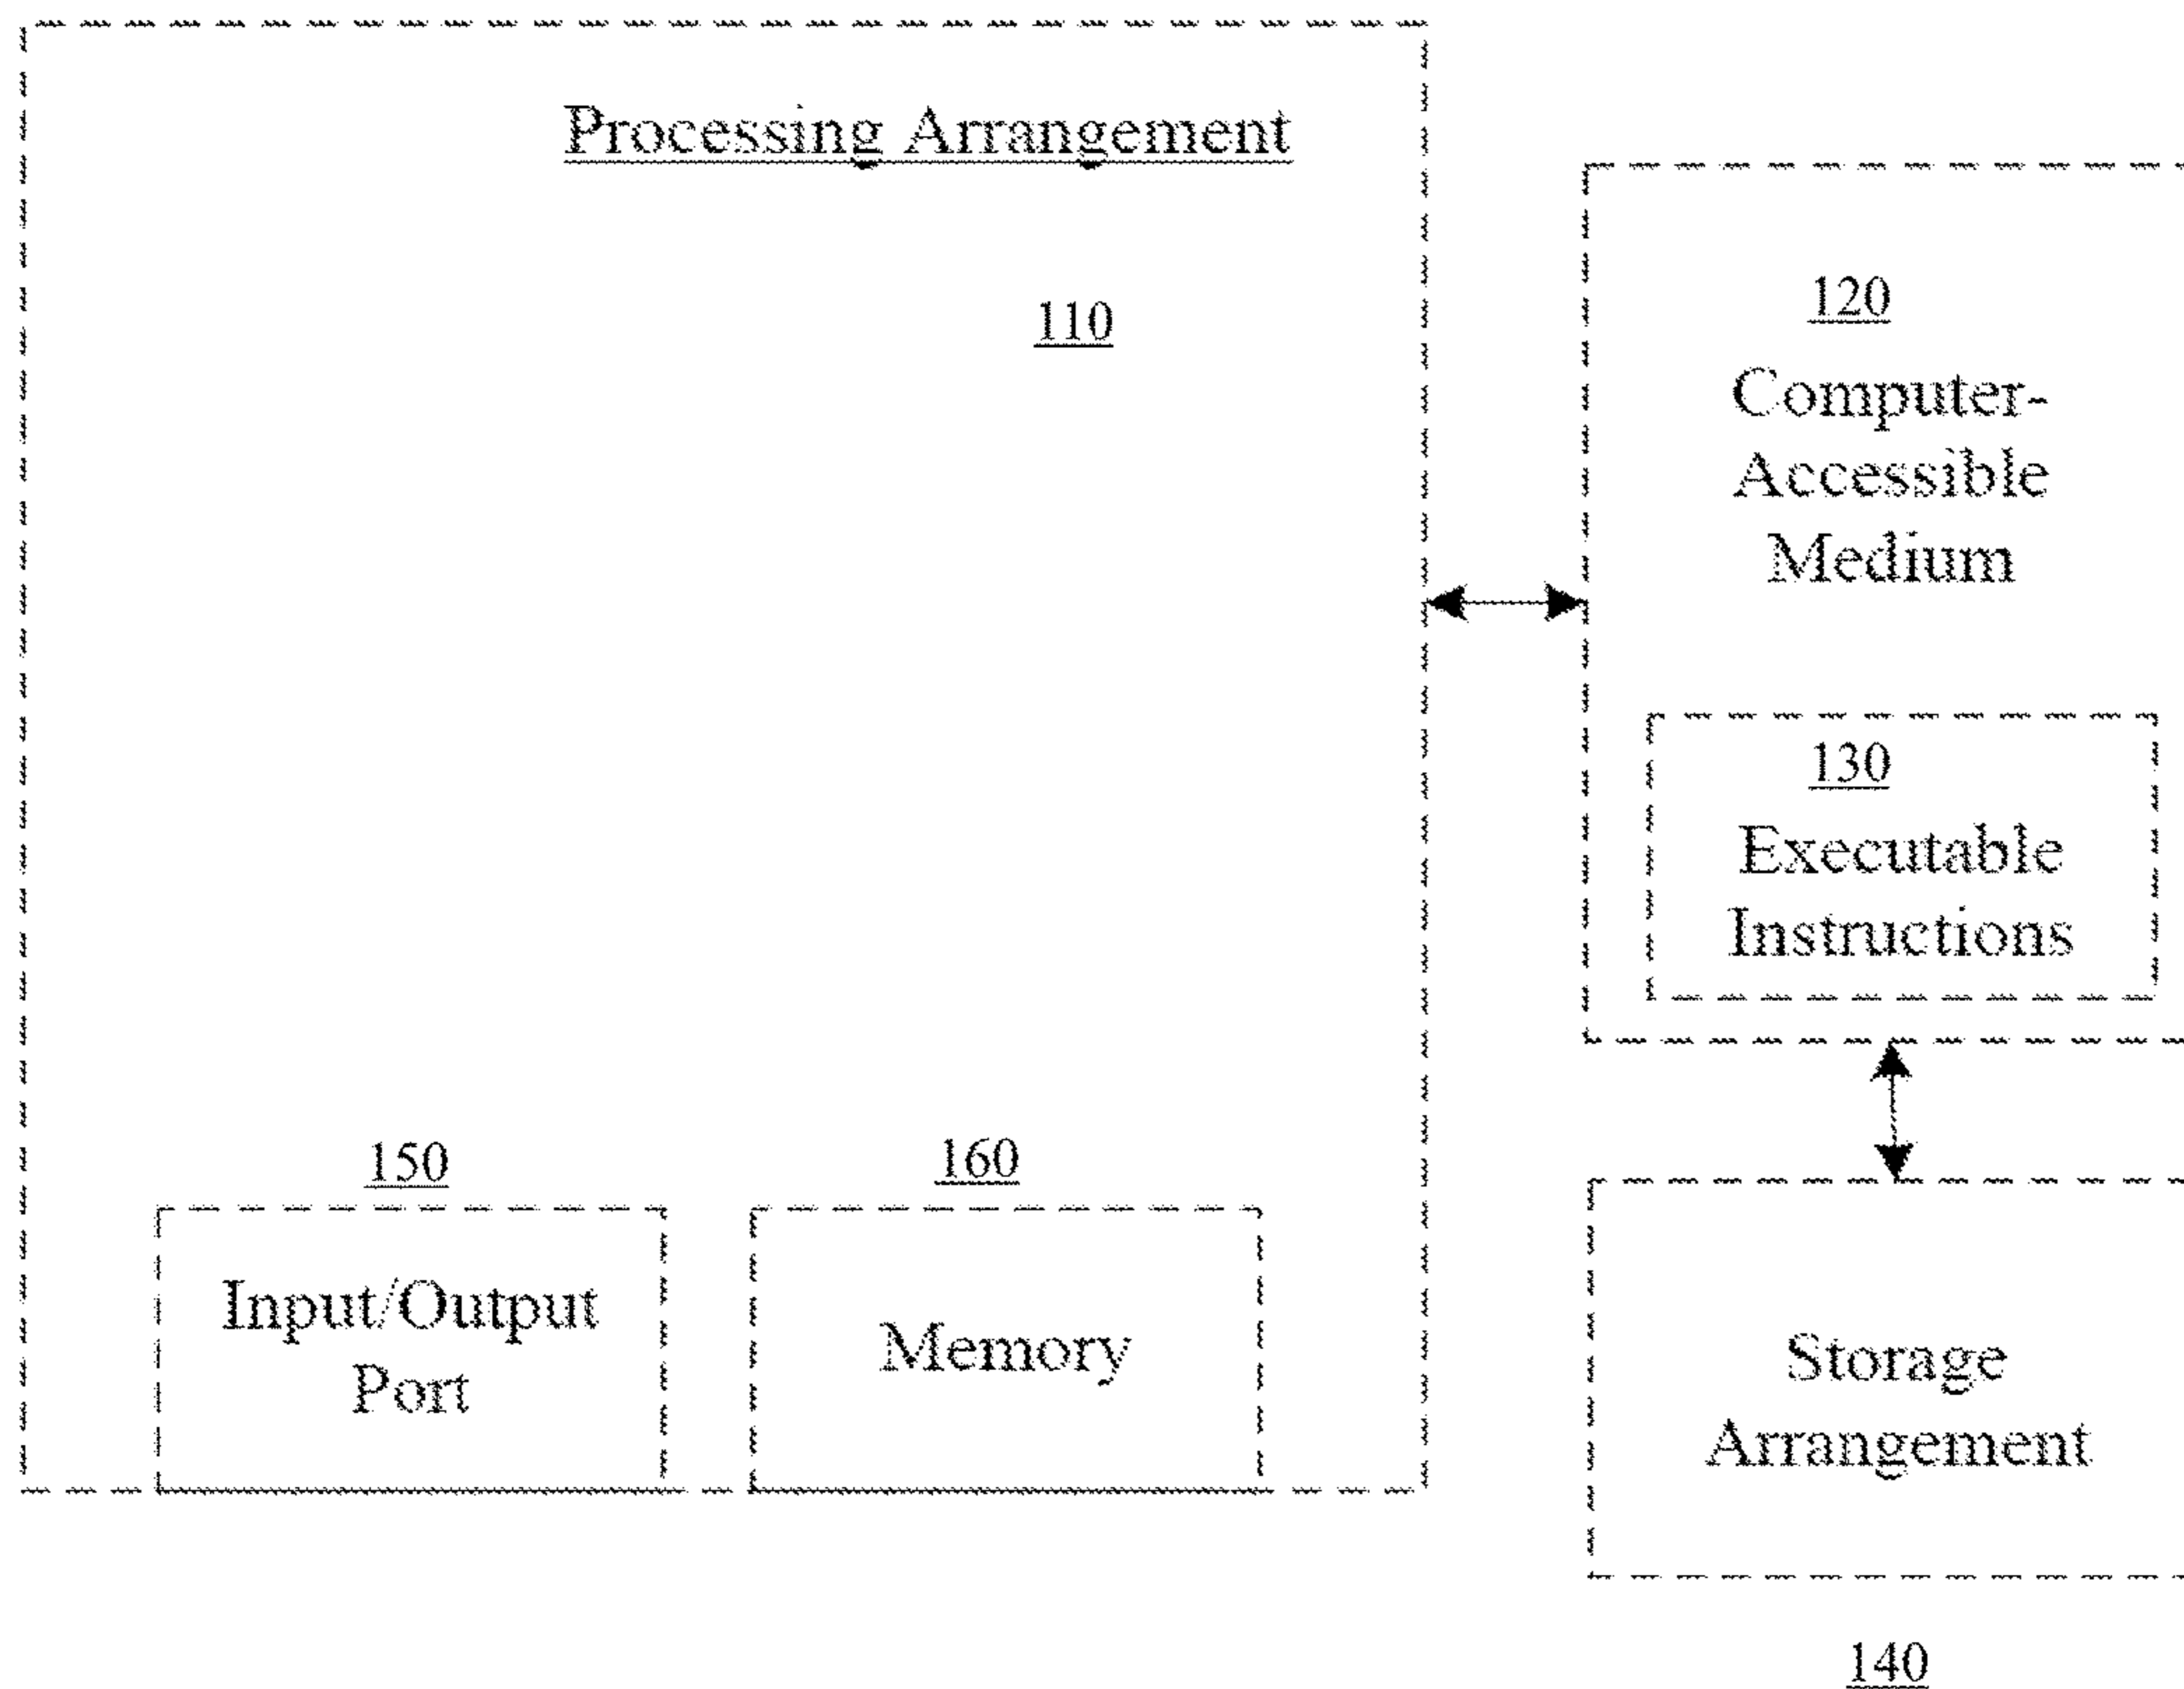 Processing Arrangement
110
120
Computer-
Accessible
Medium
130
Executable
Instructions
150
Input/Output
Port
160
Memory
Storage
Arrangement
140